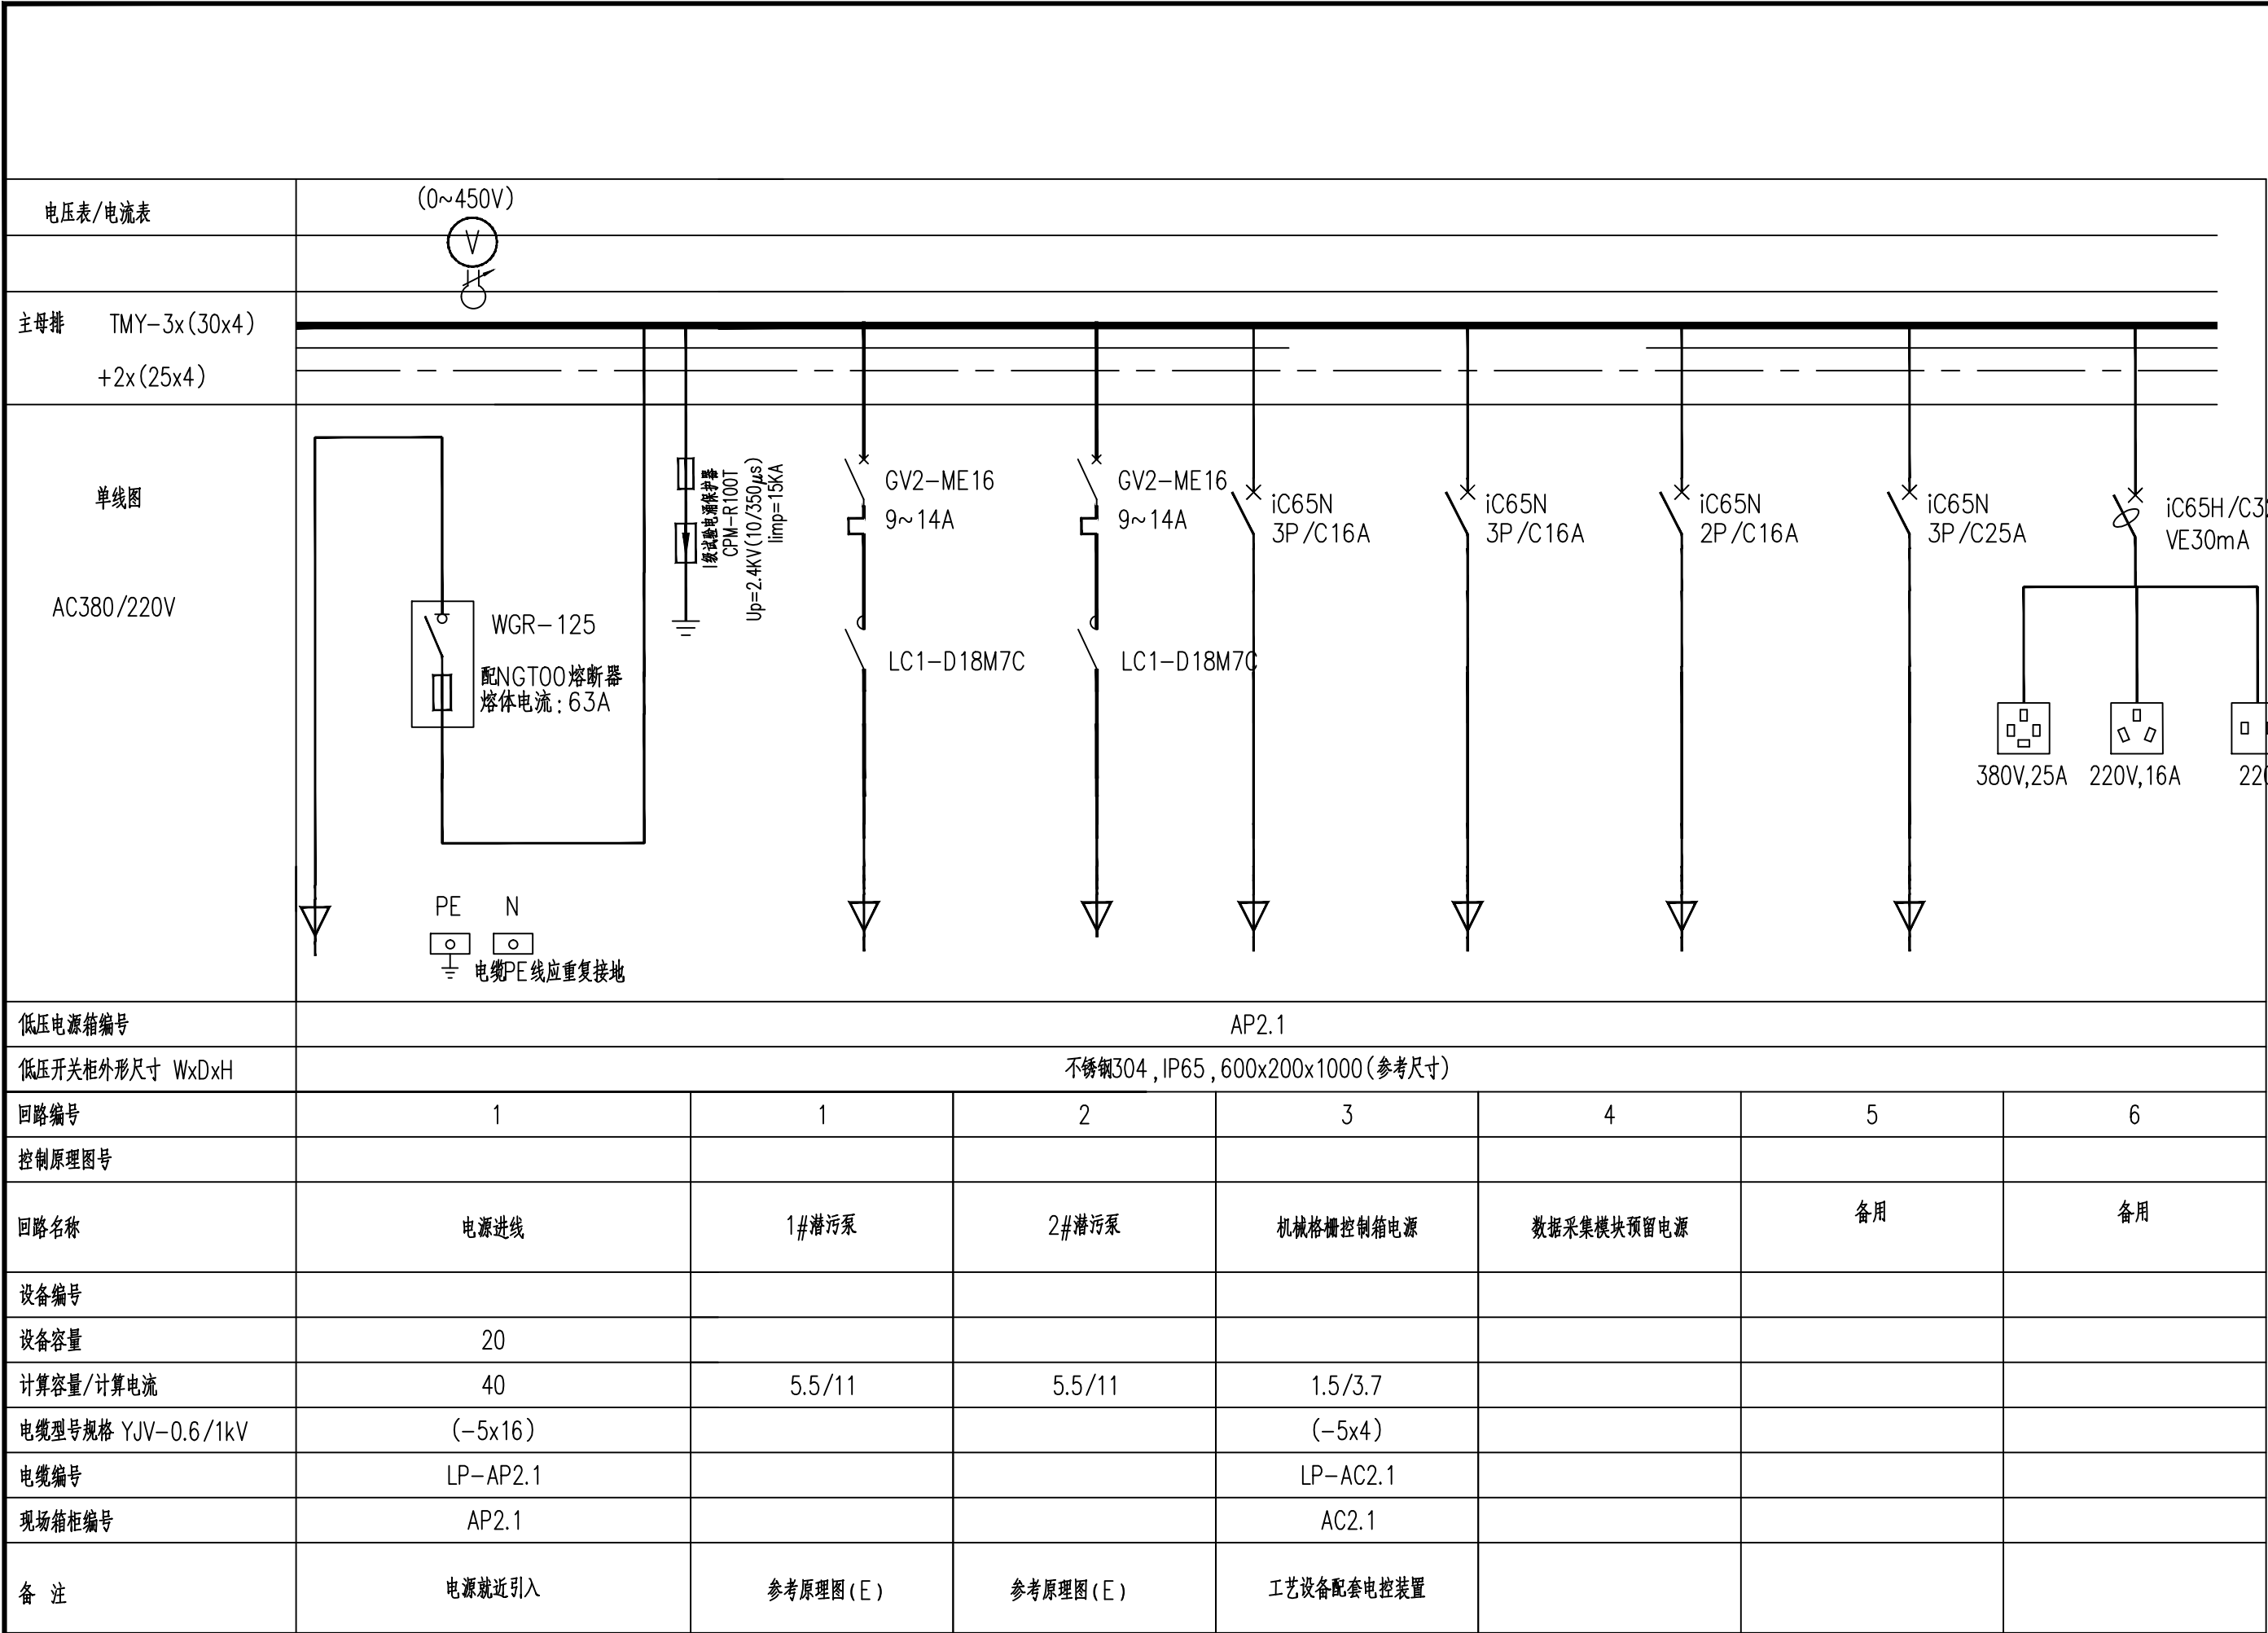 电压表/电流表
(0~450V)
V
主母排 TMY-3x(30x4)
+2x(25x4)
单线图
AC380/220V
WGR-125
配NGT00熔断器
熔体电流:63A
I级试验电涌保护器
CPM-R100T
Up=2.4KV(10/350μs)
Iimp=15KA
GV2-ME16
9~14A
LC1-D18M7C
GV2-ME16
9~14A
LC1-D18M7C
iC65N
3P/C16A
iC65N
3P/C16A
iC65N
2P/C16A
iC65N
3P/C25A
iC65H/C3
VE30mA
380V,25A
220V,16A
22
PE N
电缆PE线应重复接地
低压电源箱编号 AP2.1
低压开关柜外形尺寸 WxDxH 不锈钢304,IP65,600x200x1000(参考尺寸)
回路编号 1 1 2 3 4 5 6
控制原理图号
回路名称 电源进线 1#潜污泵 2#潜污泵 机械格栅控制箱电源 数据采集模块预留电源 备用 备用
设备编号
设备容量 20
计算容量/计算电流 40 5.5/11 5.5/11 1.5/3.7
电缆型号规格 YJV-0.6/1kV (-5x16) (-5x4)
电缆编号 LP-AP2.1 LP-AC2.1
现场箱柜编号 AP2.1 AC2.1
备 注 电源就近引入 参考原理图(E) 参考原理图(E) 工艺设备配套电控装置